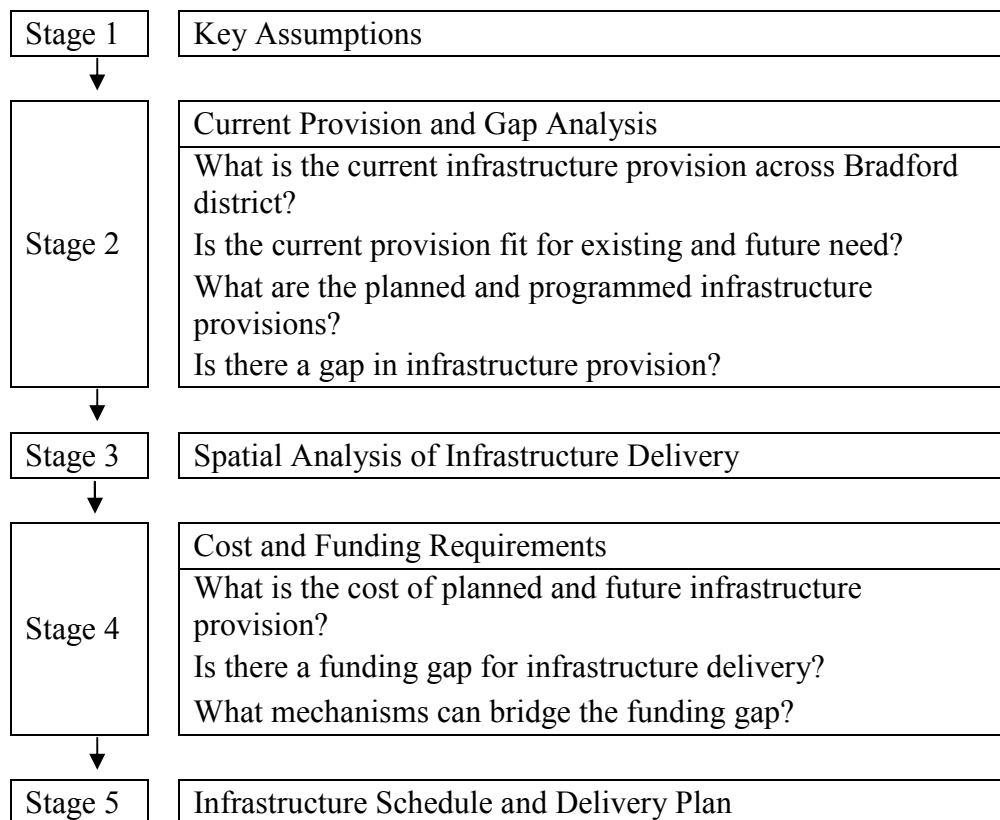 Stage 1
Key Assumptions
Stage 2
Current Provision and Gap Analysis
What is the current infrastructure provision across Bradford
district?
Is the current provision fit for existing and future need?
What are the planned and programmed infrastructure
provisions?
Is there a gap in infrastructure provision?
Stage 3
Spatial Analysis of Infrastructure Delivery
Stage 4
Cost and Funding Requirements
What is the cost of planned and future infrastructure
provision?
Is there a funding gap for infrastructure delivery?
What mechanisms can bridge the funding gap?
Stage 5
Infrastructure Schedule and Delivery Plan